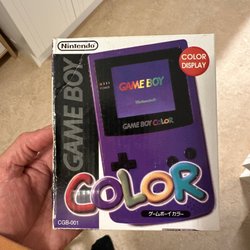 Nintendo
GAME BOY
COLOR
DISPLAY
GAME BOY
Nintendo
GAME BOY COLOR
COLOR
ゲームボーイカラー
CGB-001